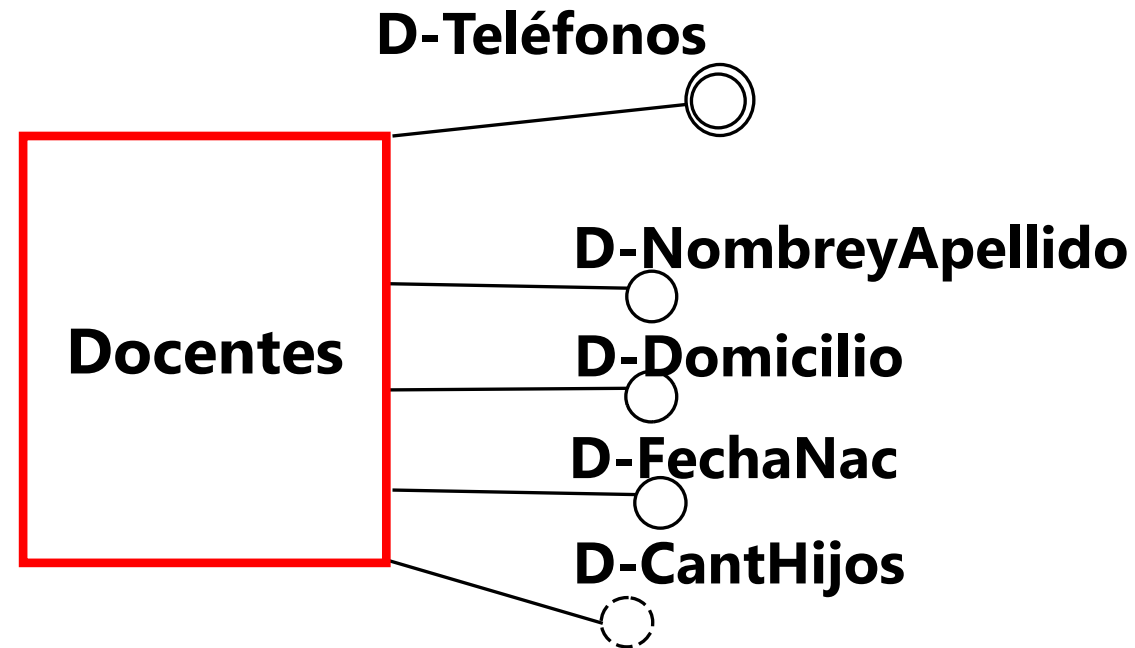 D-Teléfonos
D-NombreyApellido
Docentes
D-Domicilio
D-FechaNac
D-CantHijos